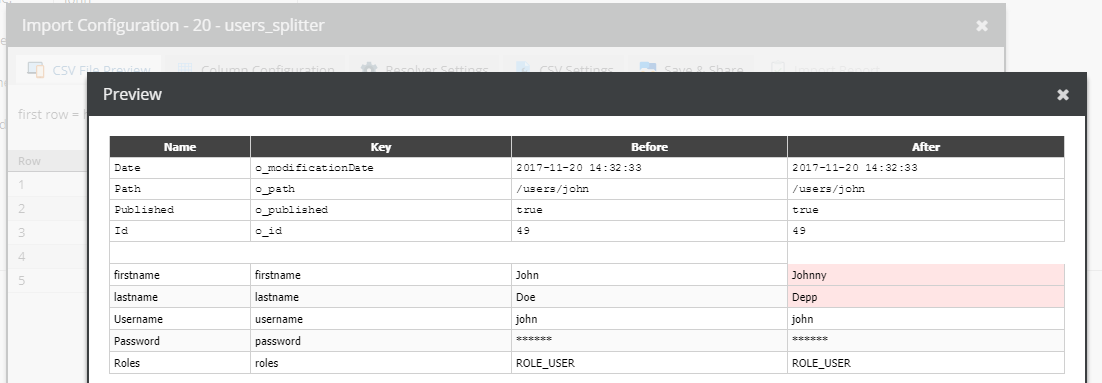 Import Configuration - 20 - users_splitter
CSV File Preview Column Configuration Resolver Settings CSV Settings Save & Share Import Report
Preview
first row =
Name Key Before After
Row
Date o_modificationDate 2017-11-20 14:32:33 2017-11-20 14:32:33
1
Path o_path /users/john /users/john
2
Published o_published true true
3
Id o_id 49 49
4
firstname firstname John Johnny
5
lastname lastname Doe Depp
Username username john john
Password password ****** ******
Roles roles ROLE_USER ROLE_USER